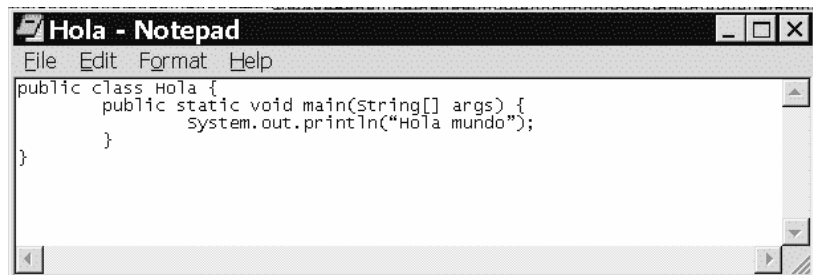 Hola - Notepad
File Edit Format Help
public class Hola {
        public static void main(String[] args) {
                System.out.println(“Hola mundo”);
        }
}